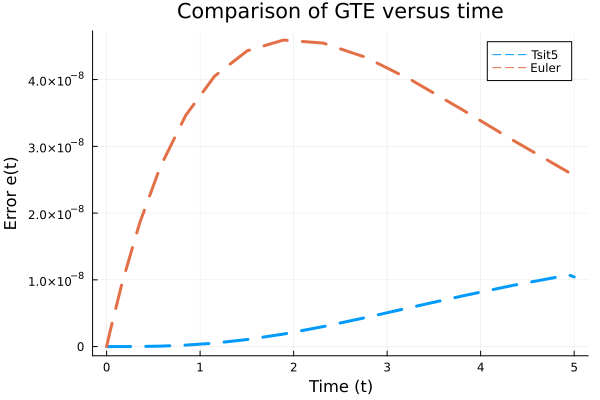 Comparison of GTE versus time
Tsit5
Euler
Error e(t)
4.0×10⁻⁸
3.0×10⁻⁸
2.0×10⁻⁸
1.0×10⁻⁸
0
0 1 2 3 4 5
Time (t)